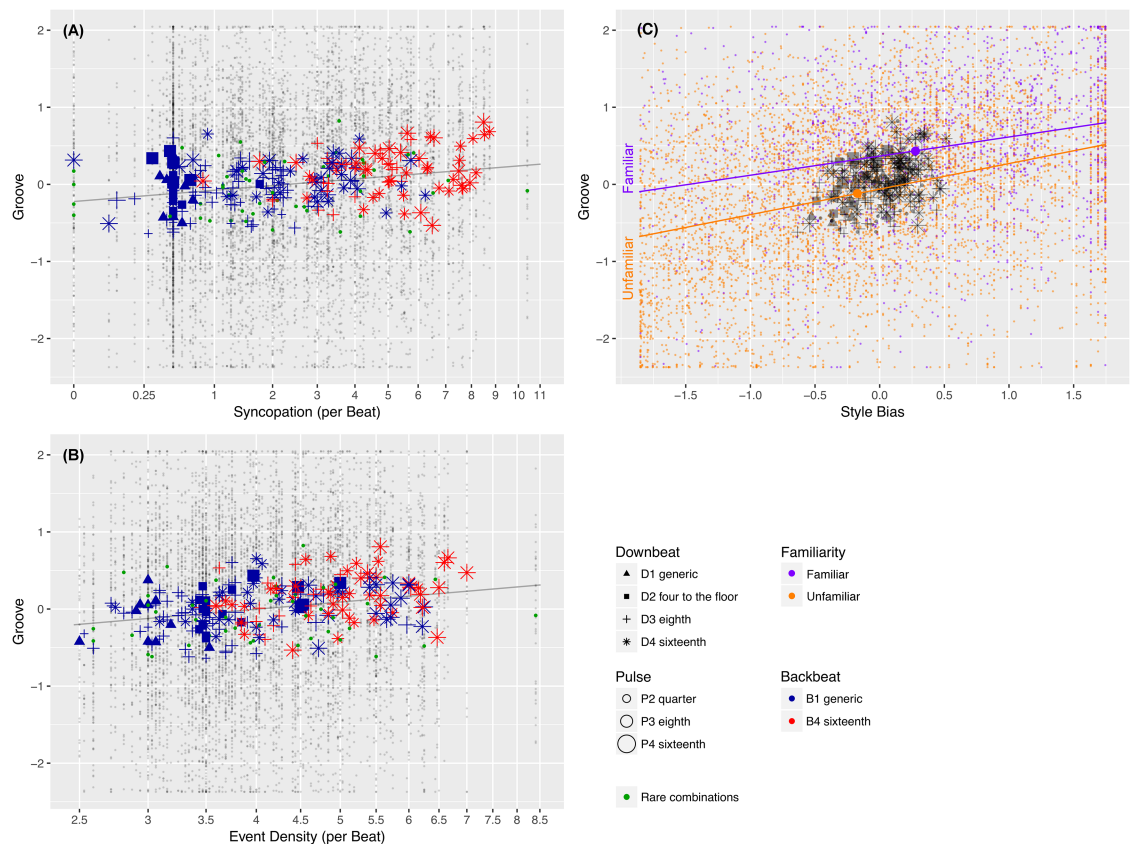 (A)
2
1
0
−1
−2
Groove
0
0.25
1
2
3
4
5
6
7
8
9
10
11
Syncopation (per Beat)
(C)
2
1
0
−1
−2
Groove
Familiar
Unfamiliar
−1.5
−1.0
−0.5
0.0
0.5
1.0
1.5
Style Bias
(B)
2
1
0
−1
−2
Groove
2.5
3
3.5
4
4.5
5
5.5
6
6.5
7
7.5
8
8.5
Event Density (per Beat)
Downbeat
D1 generic
D2 four to the floor
D3 eighth
D4 sixteenth
Familiarity
Familiar
Unfamiliar
Pulse
P2 quarter
P3 eighth
P4 sixteenth
Backbeat
B1 generic
B4 sixteenth
Rare combinations